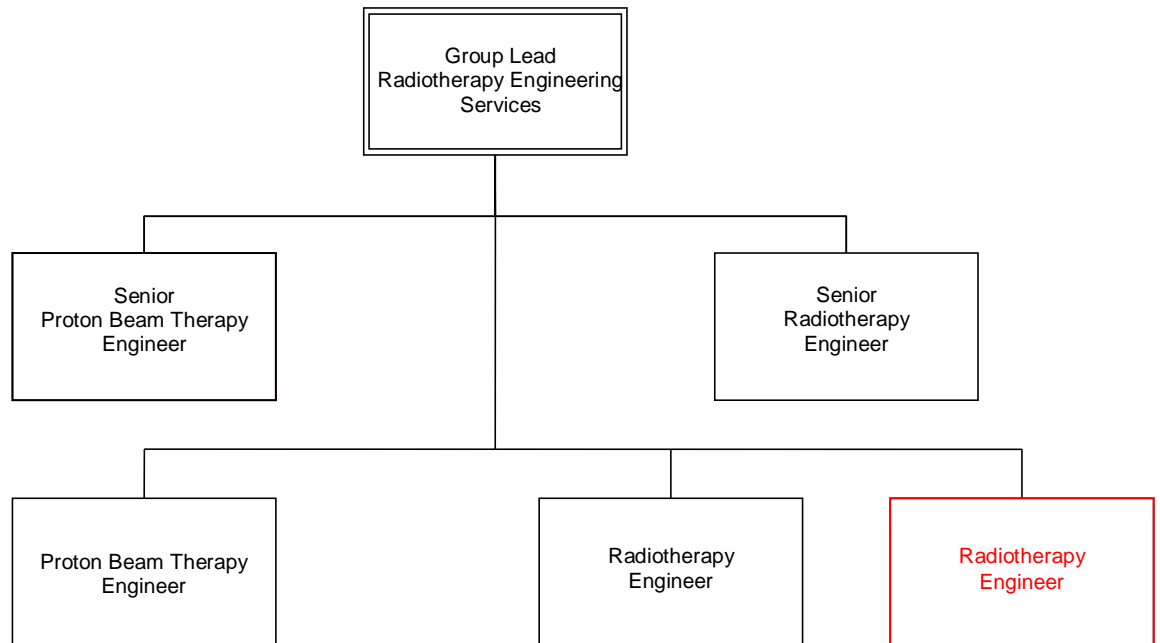 Group Lead
Radiotherapy Engineering
Services
Senior
Proton Beam Therapy
Engineer
Senior
Radiotherapy
Engineer
Proton Beam Therapy
Engineer
Radiotherapy
Engineer
Radiotherapy
Engineer